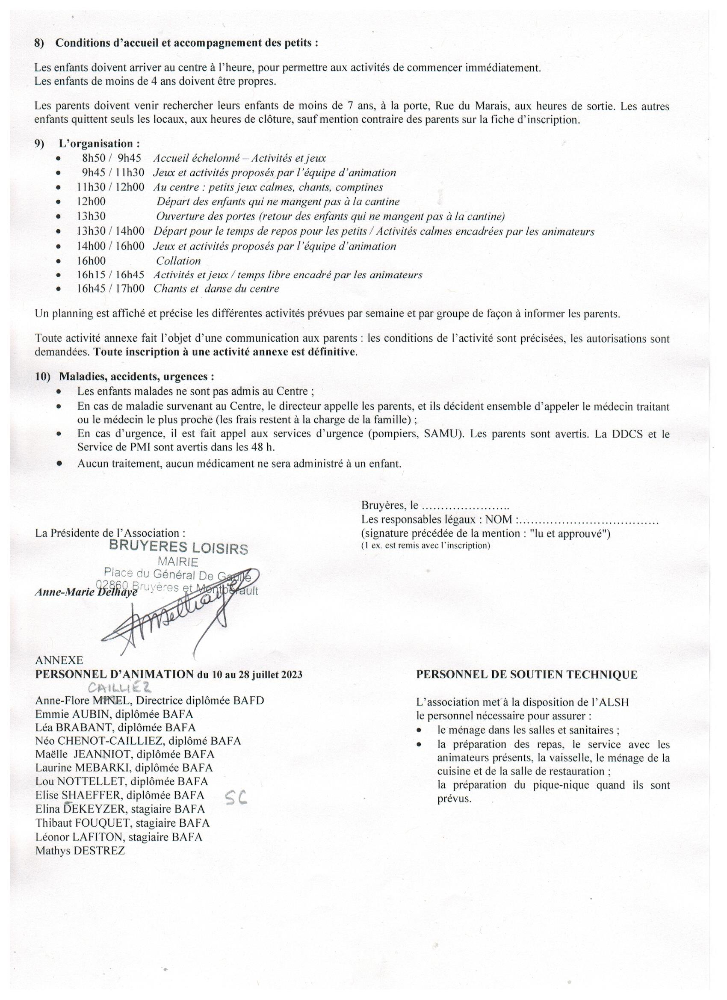 8) Conditions d’accueil et accompagnement des petits :
Les enfants doivent arriver au centre à l’heure, pour permettre aux activités de commencer immédiatement.
Les enfants de moins de 4 ans doivent être propres.
Les parents doivent venir rechercher leurs enfants de moins de 7 ans, à la porte, Rue du Marais, aux heures de sortie. Les autres
enfants quittent seuls les locaux, aux heures de clôture, sauf mention contraire des parents sur la fiche d’inscription.
9) L’organisation :
• 8h50 / 9h45 Accueil échelonné – Activités et jeux
• 9h45 / 11h30 Jeux et activités proposés par l’équipe d’animation
• 11h30 / 12h00 Au centre : petits jeux calmes, chants, comptines
• 12h00 Départ des enfants qui ne mangent pas à la cantine
• 13h30 Ouverture des portes (retour des enfants qui ne mangent pas à la cantine)
• 13h30 / 14h00 Départ pour le temps de repos pour les petits / Activités calmes encadrées par les animateurs
• 14h00 / 16h00 Jeux et activités proposés par l’équipe d’animation
• 16h00 Collation
• 16h15 / 16h45 Activités et jeux / temps libre encadré par les animateurs
• 16h45 / 17h00 Chants et danse du centre
Un planning est affiché et précise les différentes activités prévues par semaine et par groupe de façon à informer les parents.
Toute activité annexe fait l’objet d’une communication aux parents : les conditions de l’activité sont précisées, les autorisations sont
demandées. Toute inscription à une activité annexe est définitive.
10) Maladies, accidents, urgences :
• Les enfants malades ne sont pas admis au Centre ;
• En cas de maladie survenant au Centre, le directeur appelle les parents, et ils décident ensemble d’appeler le médecin traitant
ou le médecin le plus proche (les frais restent à la charge de la famille) ;
• En cas d’urgence, il est fait appel aux services d’urgence (pompiers, SAMU). Les parents sont avertis. La DDCS et le
Service de PMI sont avertis dans les 48 h.
• Aucun traitement, aucun médicament ne sera administré à un enfant.
Bruyères, le .......................
Les responsables légaux : NOM :.....................................
(signature précédée de la mention : "lu et approuvé")
(1 ex. est remis avec l’inscription)
La Présidente de l’Association :
BRUYERES LOISIRS
MAIRIE
Place du Général De Gaulle
02860 Bruyères et Montbérault
Anne-Marie Delhaye
AMDelhaye
ANNEXE
PERSONNEL D’ANIMATION du 10 au 28 juillet 2023
CAILLIEZ
Anne-Flore MINEL, Directrice diplômée BAFD
Emmie AUBIN, diplômée BAFA
Léa BRABANT, diplômée BAFA
Néo CHENOT-CAILLIEZ, diplômé BAFA
Maëlle JEANNIOT, diplômée BAFA
Laurine MEBARKI, diplômée BAFA
Lou NOTTELLET, diplômée BAFA
Elise SHAEFFER, diplômée BAFA SC
Elina DEKEYZER, stagiaire BAFA
Thibaut FOUQUET, stagiaire BAFA
Léonor LAFITON, stagiaire BAFA
Mathys DESTREZ
PERSONNEL DE SOUTIEN TECHNIQUE
L’association met à la disposition de l’ALSH
le personnel nécessaire pour assurer :
• le ménage dans les salles et sanitaires ;
• la préparation des repas, le service avec les
animateurs présents, la vaisselle, le ménage de la
cuisine et de la salle de restauration ;
la préparation du pique-nique quand ils sont
prévus.